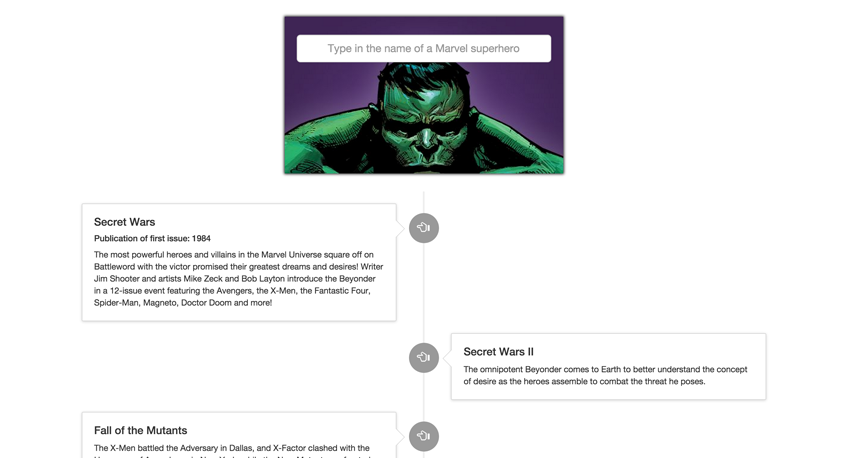 Type in the name of a Marvel superhero
Secret Wars
Publication of first issue: 1984
The most powerful heroes and villains in the Marvel Universe square off on
Battleword with the victor promised their greatest dreams and desires! Writer
Jim Shooter and artists Mike Zeck and Bob Layton introduce the Beyonder
in a 12-issue event featuring the Avengers, the X-Men, the Fantastic Four,
Spider-Man, Magneto, Doctor Doom and more!
Secret Wars II
The omnipotent Beyonder comes to Earth to better understand the concept
of desire as the heroes assemble to combat the threat he poses.
Fall of the Mutants
The X-Men battled the Adversary in Dallas, and X-Factor clashed with the